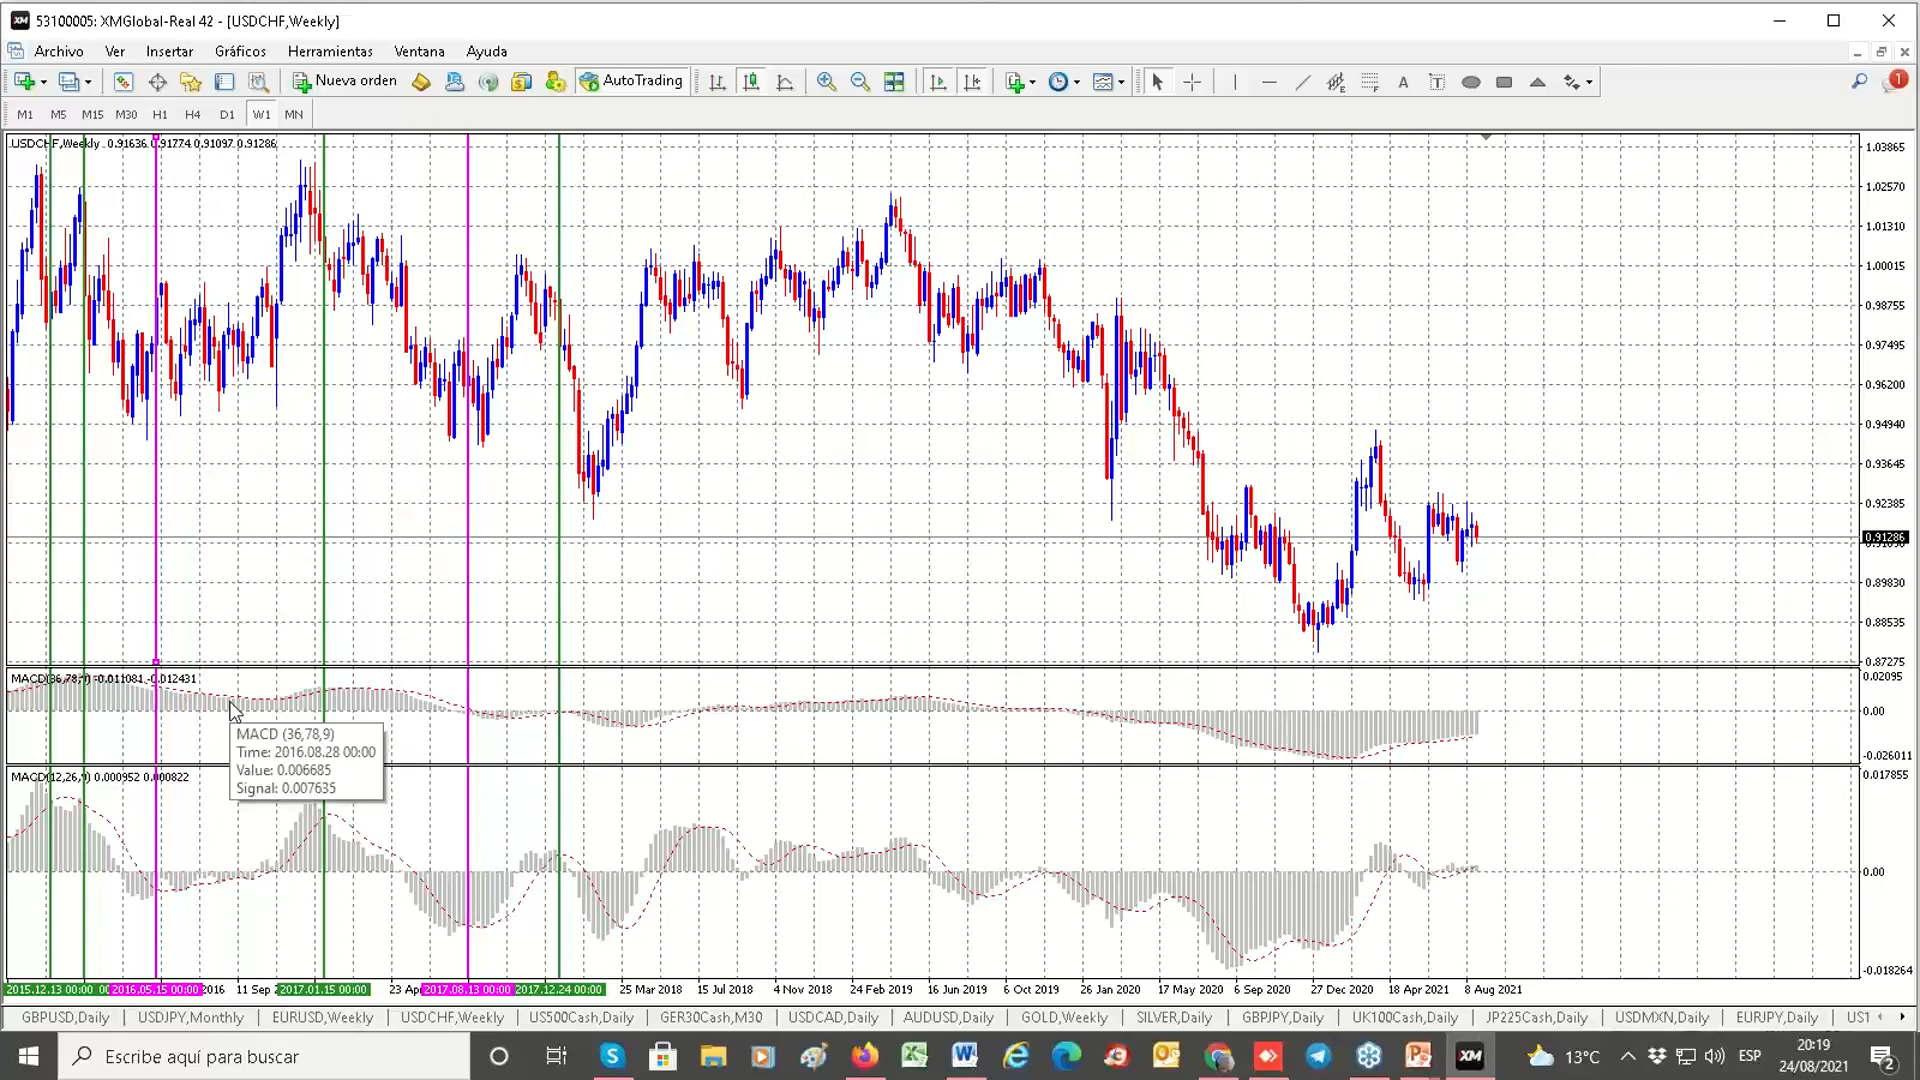 53100005: XMGlobal-Real 42 - [USDCHF,Weekly]
Archivo Ver Insertar Gráficos Herramientas Ventana Ayuda
Nueva orden AutoTrading 1
M1 M5 M15 M30 H1 H4 D1 W1 MN
USDCHF,Weekly 0.91636 0.91774 0.91097 0.91286
1.03865
1.02570
1.01310
1.00015
0.98755
0.97495
0.96200
0.94940
0.93645
0.92385
0.91286
0.89830
0.88535
0.87275
MACD(36,78,9) -0.011081 -0.012431
0.02095
0.00
-0.026011
MACD (36,78,9)
Time: 2016.08.28 00:00
Value: 0.006685
Signal: 0.007635
MACD(12,26,9) 0.000952 0.000822
0.017855
0.00
-0.018264
2015.12.13 00:00 2016.05.15 00:00 2016 11 Sep 2017.01.15 00:00 23 Apr 2017.08.13 00:00 2017.12.24 00:00 25 Mar 2018 15 Jul 2018 4 Nov 2018 24 Feb 2019 16 Jun 2019 6 Oct 2019 26 Jan 2020 17 May 2020 6 Sep 2020 27 Dec 2020 18 Apr 2021 8 Aug 2021
GBPUSD,Daily USDJPY,Monthly EURUSD,Weekly USDCHF,Weekly US500Cash,Daily GER30Cash,M30 USDCAD,Daily AUDUSD,Daily GOLD,Weekly SILVER,Daily GBPJPY,Daily UK100Cash,Daily JP225Cash,Daily USDMXN,Daily EURJPY,Daily US1
Escribe aquí para buscar 13°C ESP 20:19
24/08/2021 2